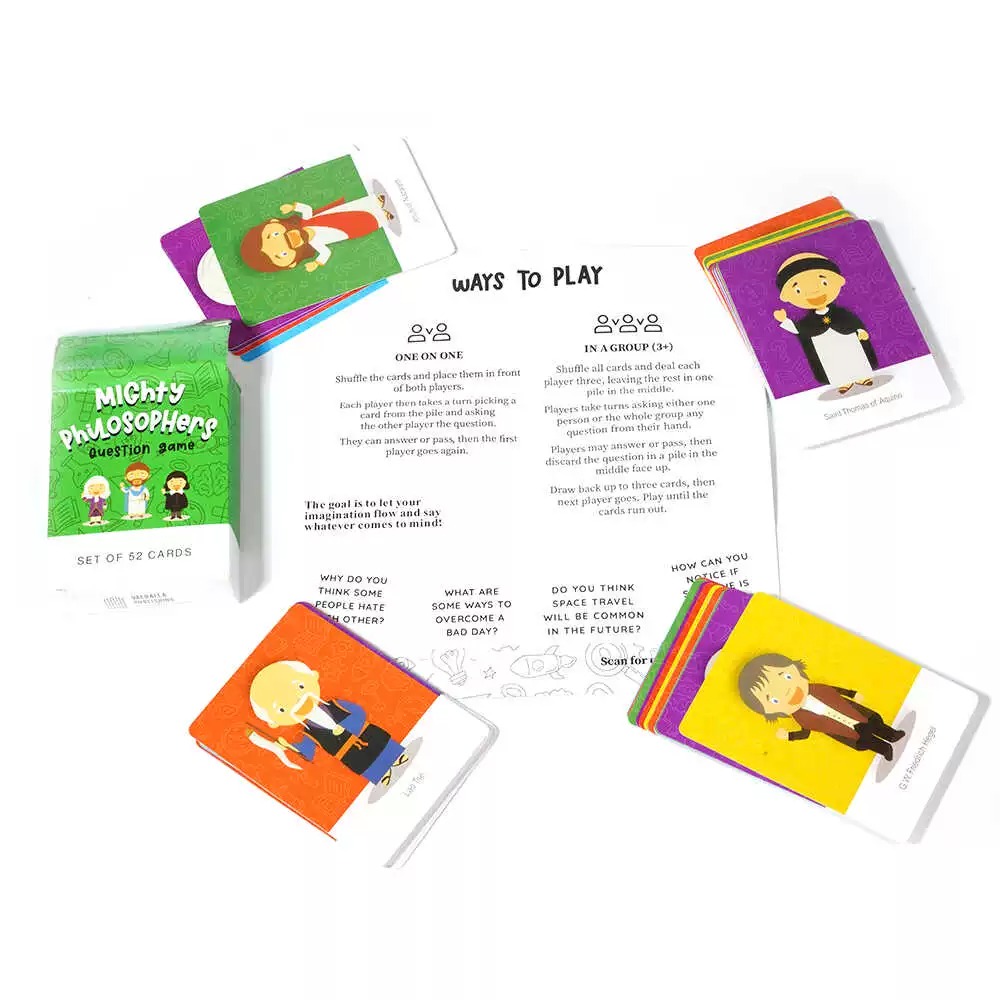 WAYS TO PLAY
ONE ON ONE
Shuffle the cards and place them in front
of both players.
Each player then takes a turn picking a
card from the pile and asking
the other player the question.
They can answer or pass, then the first
player goes again.
The goal is to let your
imagination flow and say
whatever comes to mind!
IN A GROUP (3+)
Shuffle all cards and deal each
player three, leaving the rest in one
pile in the middle.
Players take turns asking either one
person or the whole group any
question from their hand.
Players may answer or pass, then
discard the question in a pile in the
middle face up.
Draw back up to three cards, then
next player goes. Play until the
cards run out.
WHY DO YOU
THINK SOME
PEOPLE HATE
OTHER?
WHAT ARE
SOME WAYS TO
OVERCOME A
BAD DAY?
DO YOU THINK
SPACE TRAVEL
WILL BE COMMON
IN THE FUTURE?
HOW CAN YOU
NOTICE IF
IS
Scan for
MIGHTY
PHILOSOPHERS
QUESTION GAME
SET OF 52 CARDS
VALHALLA
PUBLISHING
Saint Thomas of Aquino
Lao Tse
G.W. Friedrich Hegel